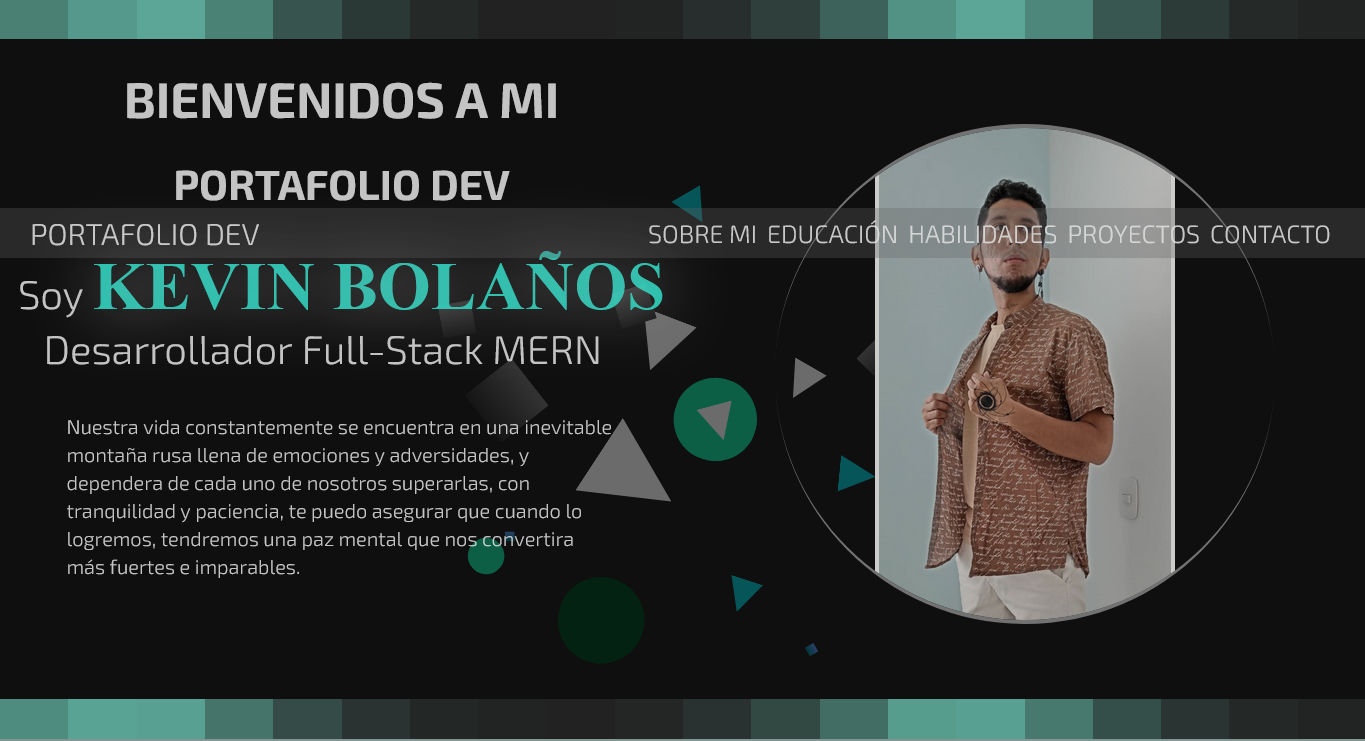 BIENVENIDOS A MI
PORTAFOLIO DEV
PORTAFOLIO DEV
SOBRE MI EDUCACIÓN HABILIDADES PROYECTOS CONTACTO
Soy KEVIN BOLAÑOS
Desarrollador Full-Stack MERN
Nuestra vida constantemente se encuentra en una inevitable
montaña rusa llena de emociones y adversidades, y
dependera de cada uno de nosotros superarlas, con
tranquilidad y paciencia, te puedo asegurar que cuando lo
logremos, tendremos una paz mental que nos convertira
más fuertes e imparables.